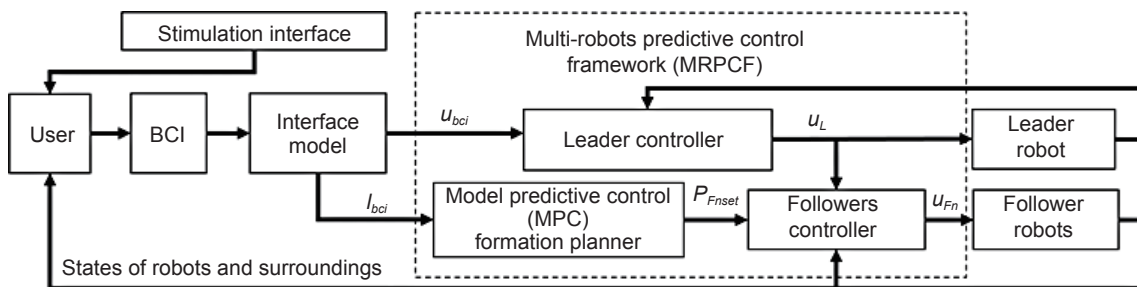 Stimulation interface
Multi-robots predictive control
framework (MRPCF)
User
BCI
Interface
model
u_bci
Leader controller
u_L
Leader
robot
I_bci
Model predictive control
(MPC)
formation planner
P_Fnset
Followers
controller
u_Fn
Follower
robots
States of robots and surroundings